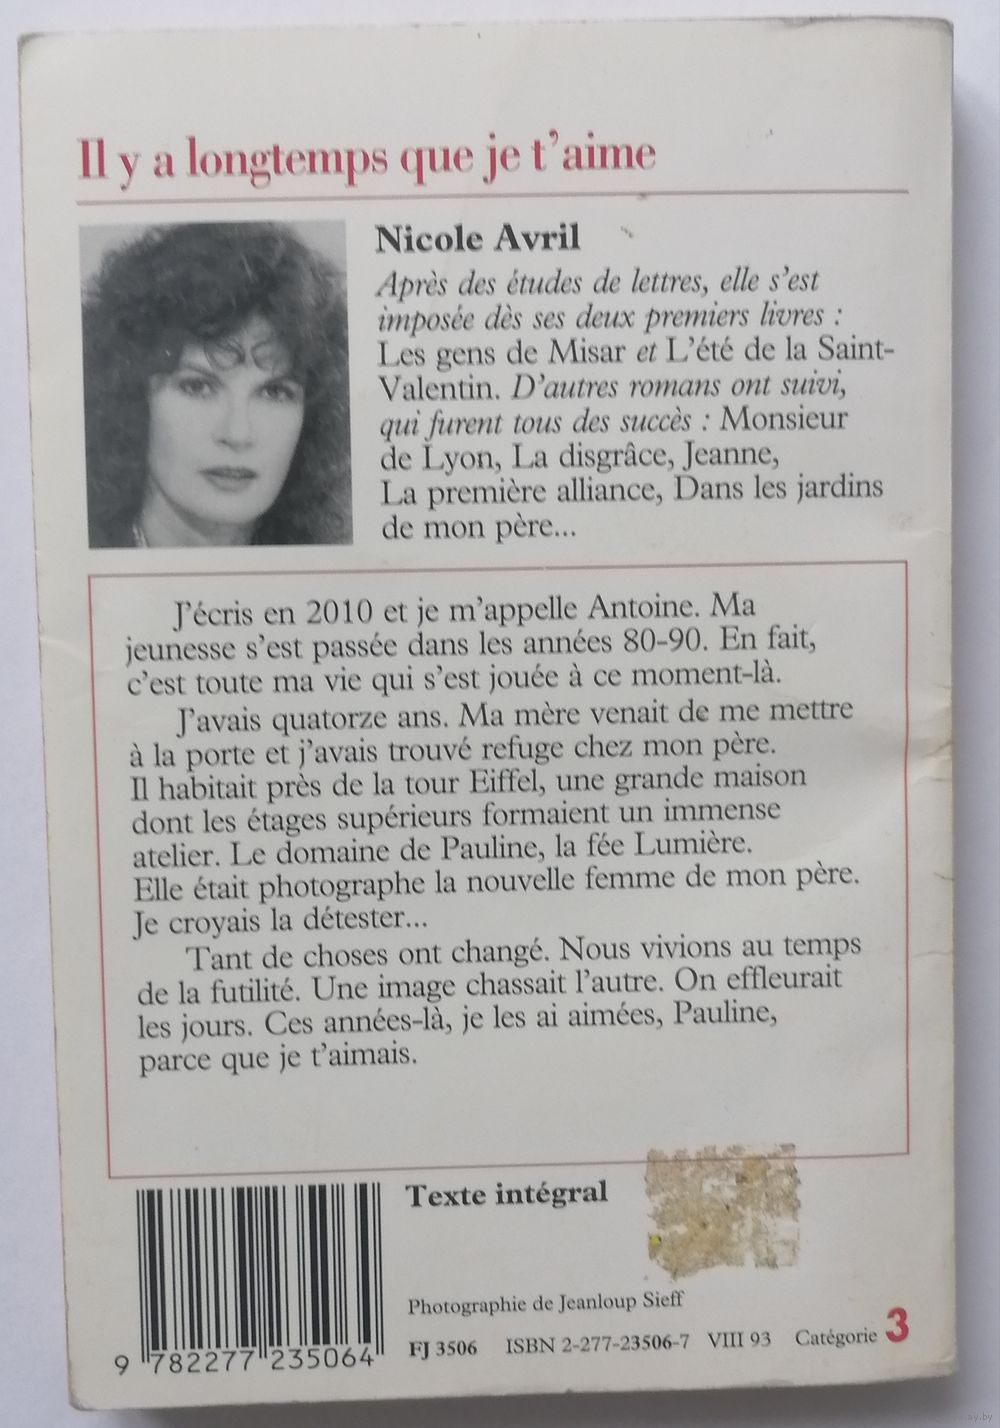 Il y a longtemps que je t'aime
Nicole Avril
Après des études de lettres, elle s'est
imposée dès ses deux premiers livres :
Les gens de Misar et L'été de la Saint-
Valentin. D'autres romans ont suivi,
qui furent tous des succès : Monsieur
de Lyon, La disgrâce, Jeanne,
La première alliance, Dans les jardins
de mon père...
J'écris en 2010 et je m'appelle Antoine. Ma
jeunesse s'est passée dans les années 80-90. En fait,
c'est toute ma vie qui s'est jouée à ce moment-là.
J'avais quatorze ans. Ma mère venait de me mettre
à la porte et j'avais trouvé refuge chez mon père.
Il habitait près de la tour Eiffel, une grande maison
dont les étages supérieurs formaient un immense
atelier. Le domaine de Pauline, la fée Lumière.
Elle était photographe la nouvelle femme de mon père.
Je croyais la détester...
Tant de choses ont changé. Nous vivions au temps
de la futilité. Une image chassait l'autre. On effleurait
les jours. Ces années-là, je les ai aimées, Pauline,
parce que je t'aimais.
Texte intégral
Photographie de Jeanloup Sieff
FJ 3506 ISBN 2-277-23506-7 VIII 93 Catégorie 3
9 782277 235064
ay.by